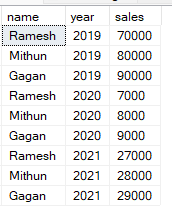 name year sales
Ramesh 2019 70000
Mithun 2019 80000
Gagan 2019 90000
Ramesh 2020 7000
Mithun 2020 8000
Gagan 2020 9000
Ramesh 2021 27000
Mithun 2021 28000
Gagan 2021 29000